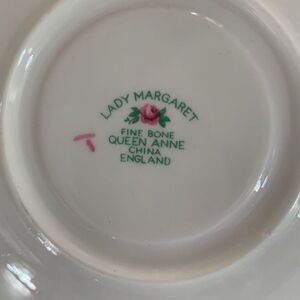 LADY MARGARET
FINE BONE
QUEEN ANNE
CHINA
ENGLAND